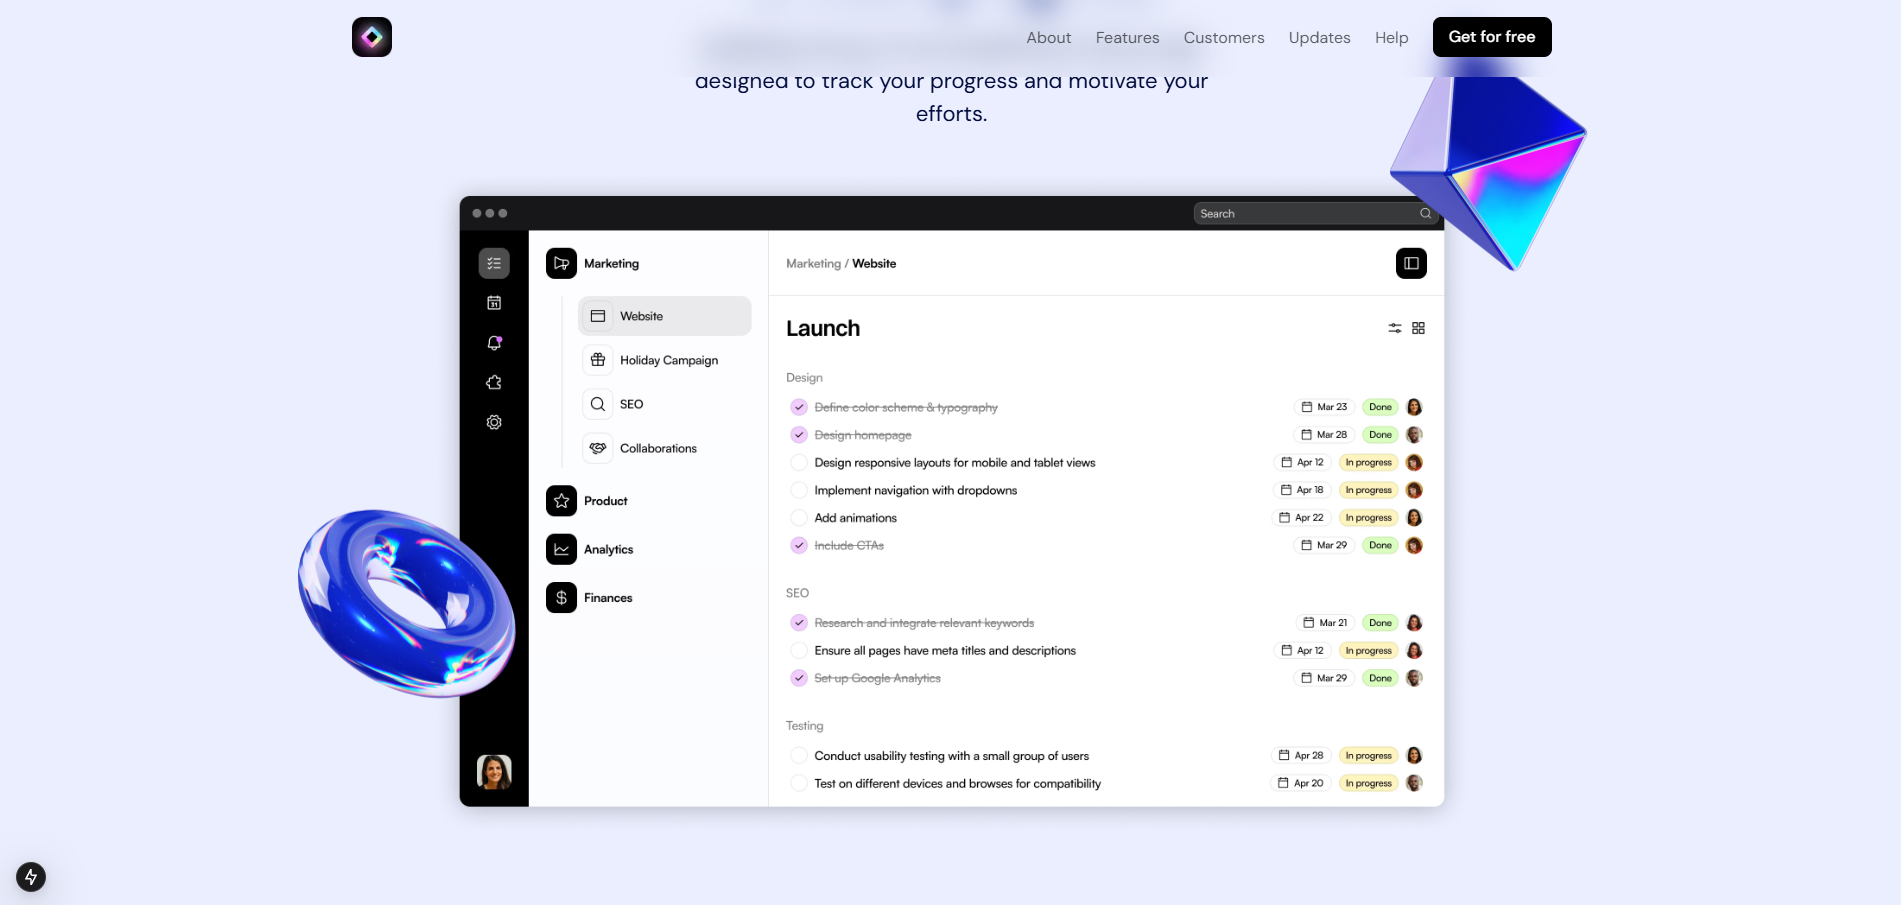 About Features Customers Updates Help Get for free
designed to track your progress and motivate your
efforts.
Search
Marketing
Website
Holiday Campaign
SEO
Collaborations
Product
Analytics
Finances
Marketing / Website
Launch
Design
Define color scheme & typography Mar 23 Done
Design homepage Mar 28 Done
Design responsive layouts for mobile and tablet views Apr 12 In progress
Implement navigation with dropdowns Apr 18 In progress
Add animations Apr 22 In progress
Include CTAs Mar 29 Done
SEO
Research and integrate relevant keywords Mar 21 Done
Ensure all pages have meta titles and descriptions Apr 12 In progress
Set up Google Analytics Mar 29 Done
Testing
Conduct usability testing with a small group of users Apr 28 In progress
Test on different devices and browses for compatibility Apr 20 In progress